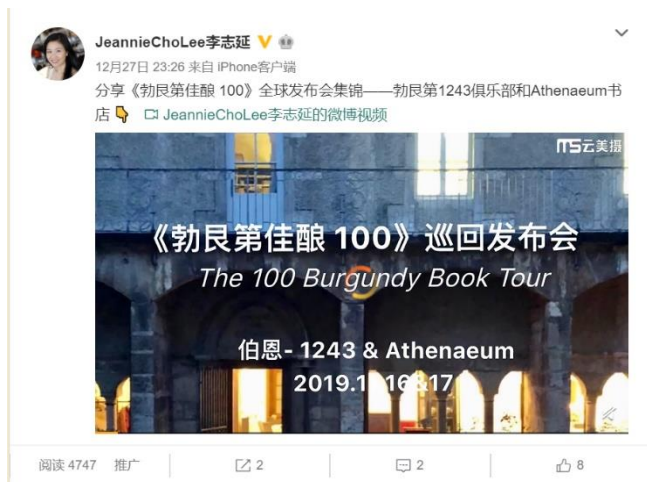 JeannieChoLee李志延
12月27日 23:26 来自 iPhone客户端
分享《勃艮第佳酿 100》全球发布会集锦——勃艮第1243俱乐部和Athenaeum书
店👇 JeannieChoLee李志延的微博视频
云美摄
《勃艮第佳酿 100》巡回发布会
The 100 Burgundy Book Tour
伯恩- 1243 & Athenaeum
阅读 4747 推广 2 2 8